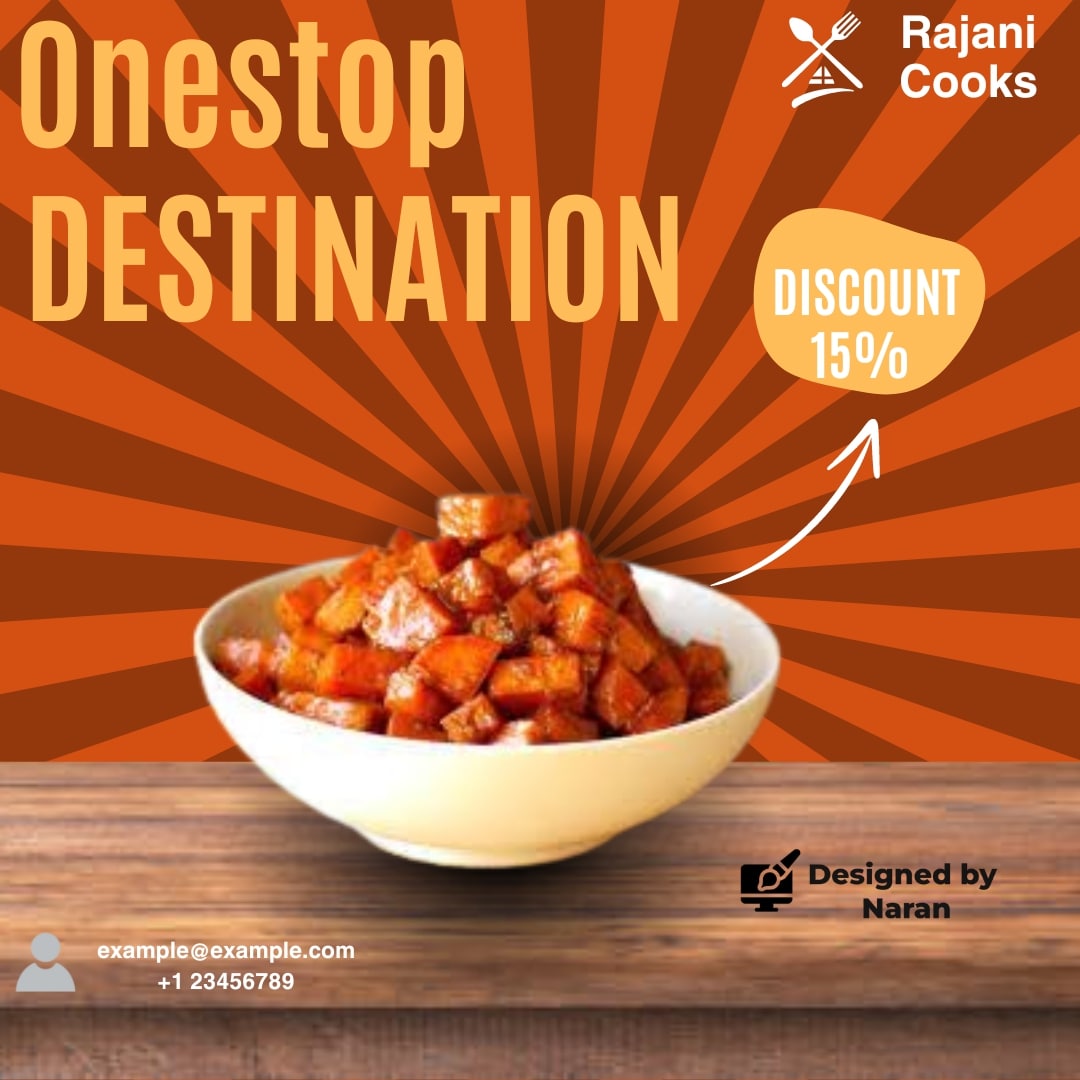 Onestop
DESTINATION
Rajani
Cooks
DISCOUNT
15%
Designed by
Naran
example@example.com
+1 23456789